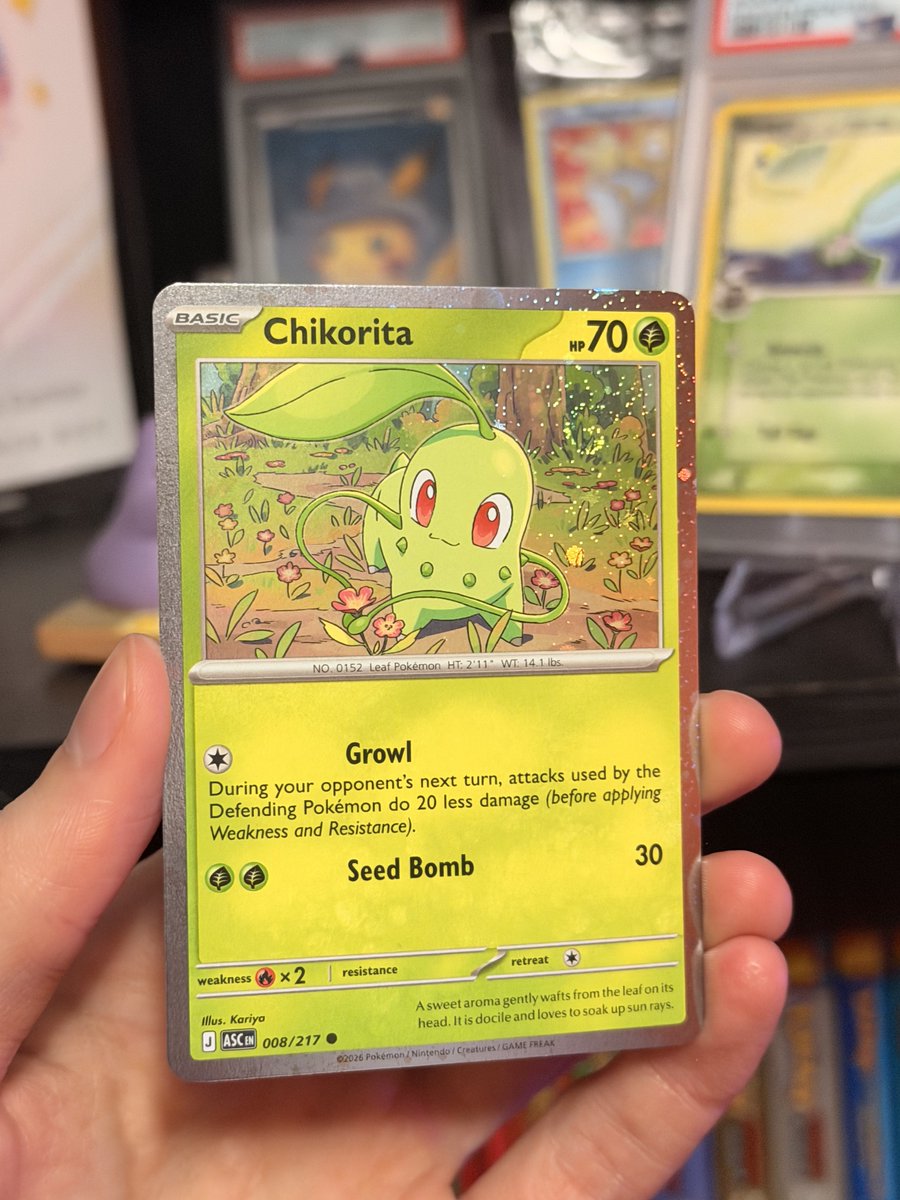 BASIC Chikorita HP 70
NO. 0152 Leaf Pokémon HT: 2'11" WT: 14.1 lbs.
Growl
During your opponent's next turn, attacks used by the
Defending Pokémon do 20 less damage (before applying
Weakness and Resistance).
Seed Bomb 30
weakness ×2 resistance retreat
A sweet aroma gently wafts from the leaf on its
head. It is docile and loves to soak up sun rays.
Illus. Kariya
J ASC EN 008/217
©2026 Pokémon / Nintendo / Creatures / GAME FREAK